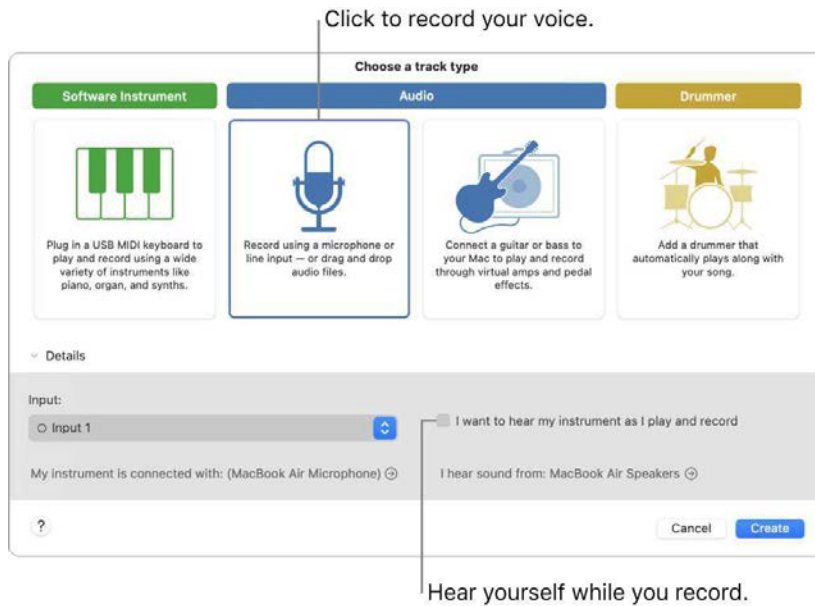 Click to record your voice.
Choose a track type
Software Instrument
Audio
Drummer
Plug in a USB MIDI keyboard to
play and record using a wide
variety of instruments like
piano, organ, and synths.
Record using a microphone or
line input — or drag and drop
audio files.
Connect a guitar or bass to
your Mac to play and record
through virtual amps and pedal
effects.
Add a drummer that
automatically plays along with
your song.
Details
Input:
Input 1
I want to hear my instrument as I play and record
My instrument is connected with: (MacBook Air Microphone)
I hear sound from: MacBook Air Speakers
?
Cancel
Create
Hear yourself while you record.